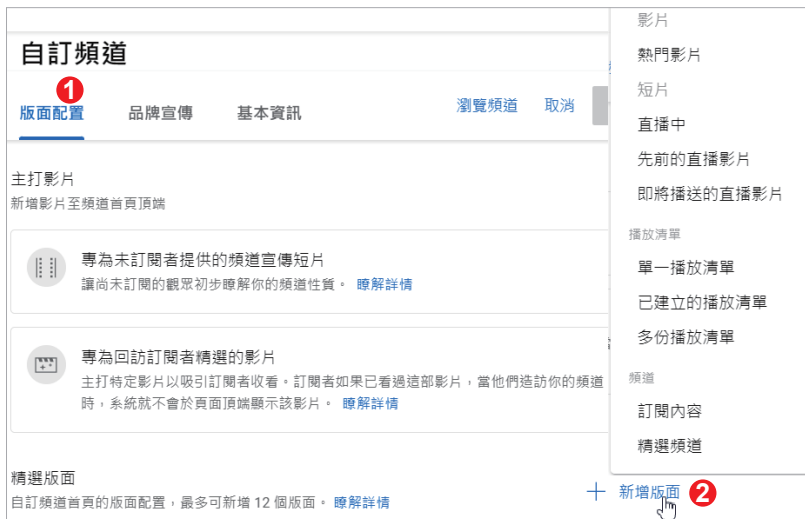 自訂頻道
1
版面配置
品牌宣傳
基本資訊
瀏覽頻道
取消
主打影片
新增影片至頻道首頁頂端
專為未訂閱者提供的頻道宣傳短片
讓尚未訂閱的觀眾初步瞭解你的頻道性質。 瞭解詳情
專為回訪訂閱者精選的影片
主打特定影片以吸引訂閱者收看。訂閱者如果已看過這部影片，當他們造訪你的頻道
時，系統就不會於頁面頂端顯示該影片。 瞭解詳情
精選版面
自訂頻道首頁的版面配置，最多可新增 12 個版面。 瞭解詳情
影片
熱門影片
短片
直播中
先前的直播影片
即將播送的直播影片
播放清單
單一播放清單
已建立的播放清單
多份播放清單
頻道
訂閱內容
精選頻道
＋ 新增版面 2